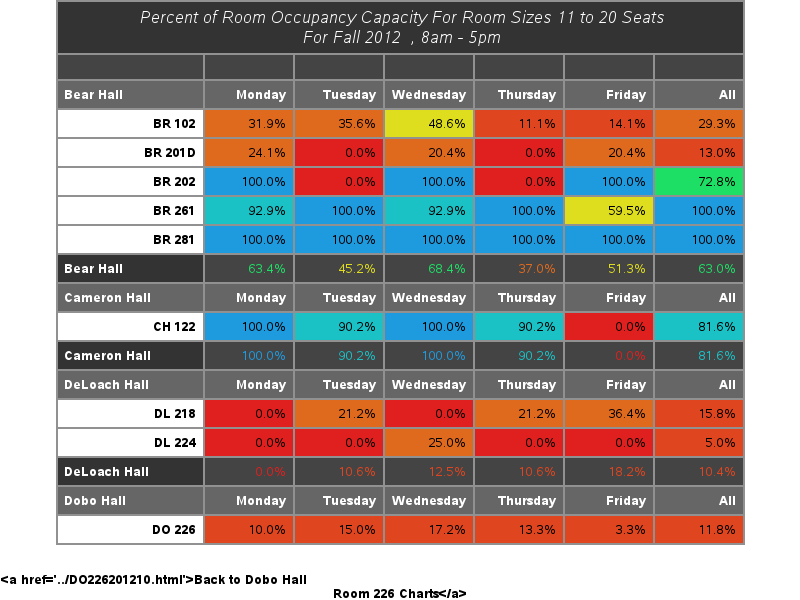 Percent of Room Occupancy Capacity For Room Sizes 11 to 20 Seats
For Fall 2012 , 8am - 5pm
Bear Hall Monday Tuesday Wednesday Thursday Friday All
BR 102 31.9% 35.6% 48.6% 11.1% 14.1% 29.3%
BR 201D 24.1% 0.0% 20.4% 0.0% 20.4% 13.0%
BR 202 100.0% 0.0% 100.0% 0.0% 100.0% 72.8%
BR 261 92.9% 100.0% 92.9% 100.0% 59.5% 100.0%
BR 281 100.0% 100.0% 100.0% 100.0% 100.0% 100.0%
Bear Hall 63.4% 45.2% 68.4% 37.0% 51.3% 63.0%
Cameron Hall Monday Tuesday Wednesday Thursday Friday All
CH 122 100.0% 90.2% 100.0% 90.2% 0.0% 81.6%
Cameron Hall 100.0% 90.2% 100.0% 90.2% 0.0% 81.6%
DeLoach Hall Monday Tuesday Wednesday Thursday Friday All
DL 218 0.0% 21.2% 0.0% 21.2% 36.4% 15.8%
DL 224 0.0% 0.0% 25.0% 0.0% 0.0% 5.0%
DeLoach Hall 0.0% 10.6% 12.5% 10.6% 18.2% 10.4%
Dobo Hall Monday Tuesday Wednesday Thursday Friday All
DO 226 10.0% 15.0% 17.2% 13.3% 3.3% 11.8%
<a href='../DO226201210.html'>Back to Dobo Hall
Room 226 Charts</a>